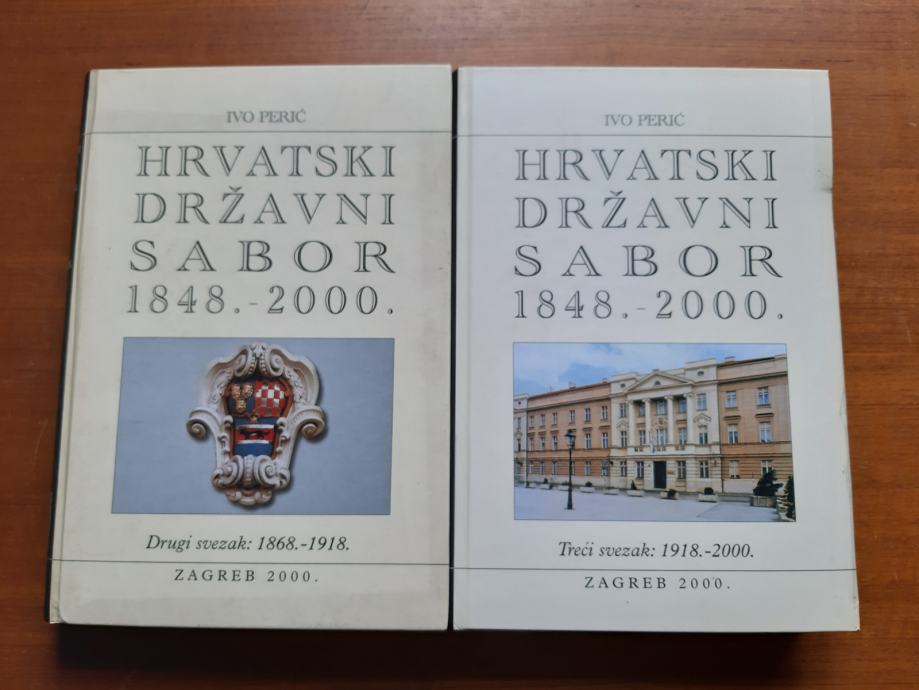 IVO PERIĆ
HRVATSKI
DRŽAVNI
SABOR
1848.-2000.
Drugi svezak: 1868.-1918.
ZAGREB 2000.
IVO PERIĆ
HRVATSKI
DRŽAVNI
SABOR
1848.-2000.
Treći svezak: 1918.-2000.
ZAGREB 2000.